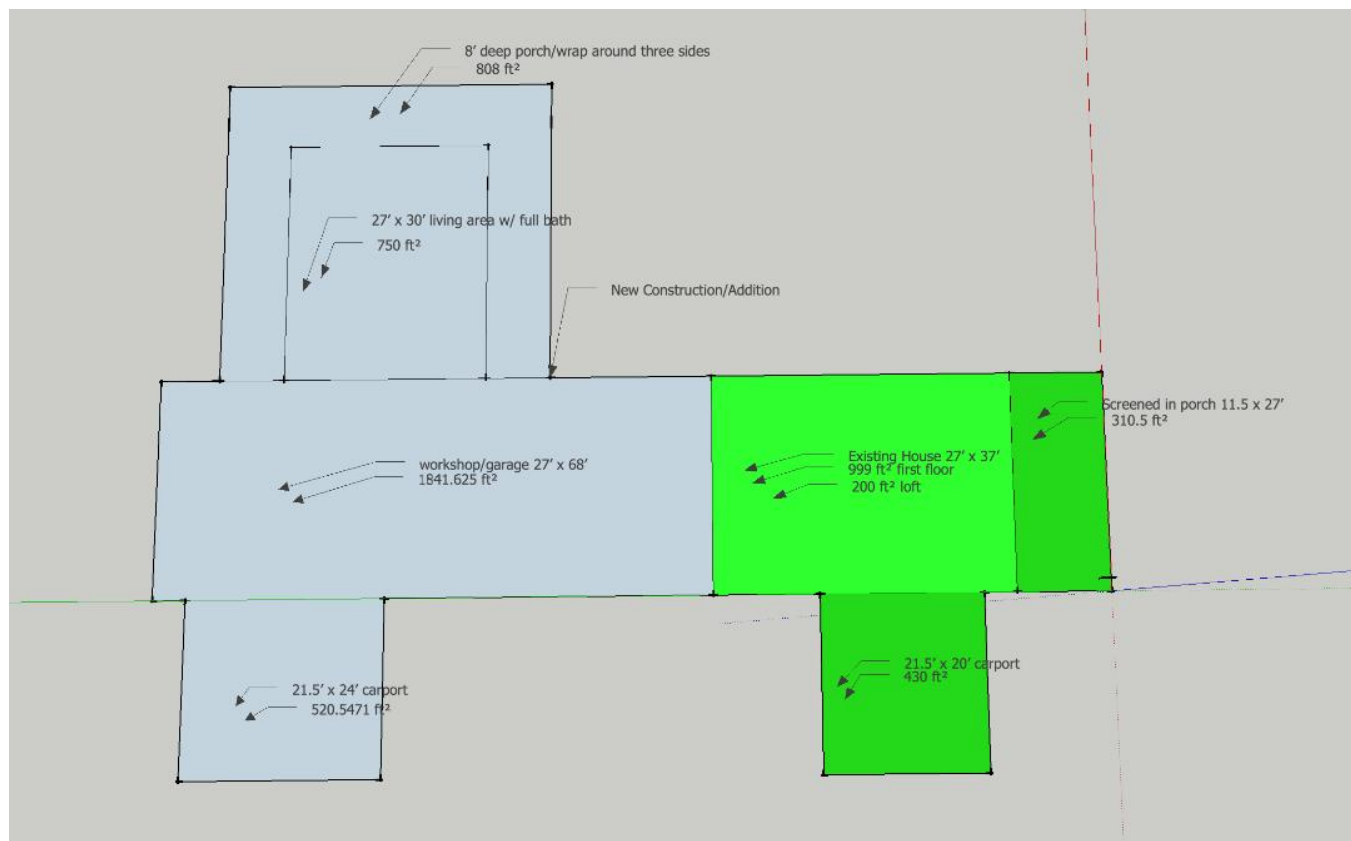 8' deep porch/wrap around three sides
808 ft²
27' x 30' living area w/ full bath
750 ft²
New Construction/Addition
Screened in porch 11.5 x 27'
310.5 ft²
workshop/garage 27' x 68'
1841.625 ft²
Existing House 27' x 37'
999 ft² first floor
200 ft² loft
21.5' x 24' carport
520.5471 ft²
21.5' x 20' carport
430 ft²